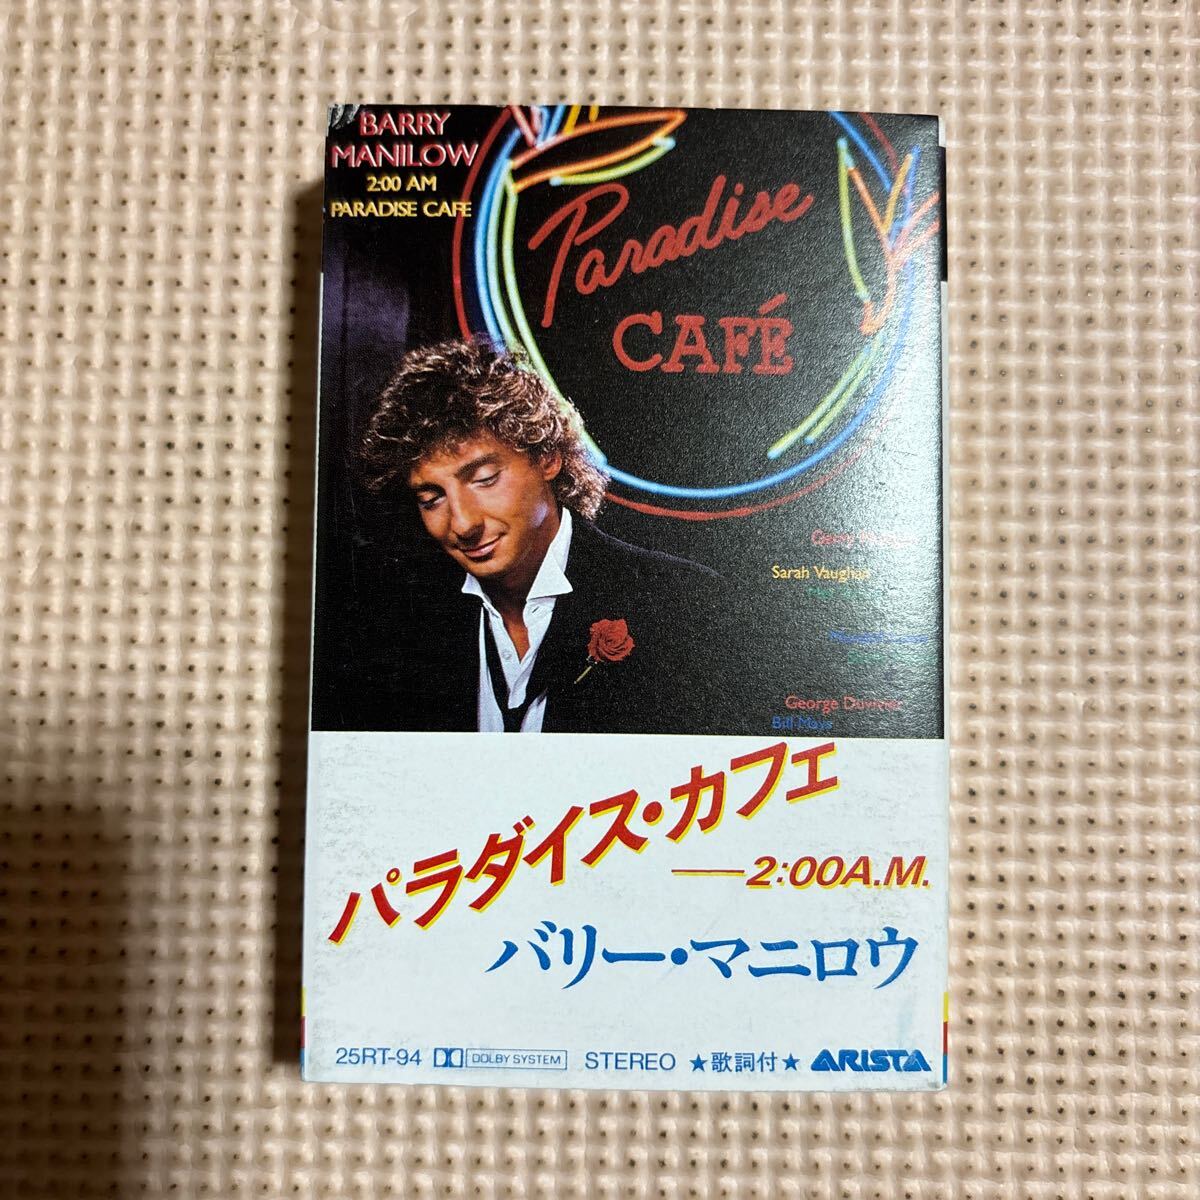 BARRY
MANILOW
2:00 AM
PARADISE CAFE
Paradise
CAFÉ
Gerry
Sarah Vaughan
George Duvivier
Bill Mays
パラダイス・カフェ
—2:00A.M.
バリー・マニロウ
25RT-94 DOLBY SYSTEM STEREO ★歌詞付★ ARISTA